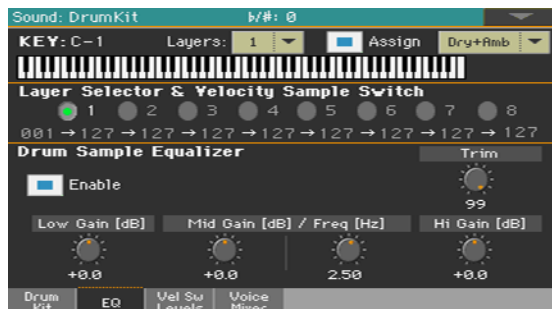 Sound: DrumKit ♭/#: 0
KEY: C-1 Layers: 1 Assign Dry+Amb
Layer Selector & Velocity Sample Switch
1 2 3 4 5 6 7 8
001 → 127 → 127 → 127 → 127 → 127 → 127 → 127 → 127
Drum Sample Equalizer
Trim
Enable
99
Low Gain [dB] Mid Gain [dB] / Freq [Hz] Hi Gain [dB]
+0.0 +0.0 2.50 +0.0
Drum Kit EQ Vel Sw Levels Voice Mixer